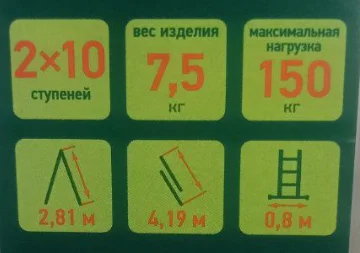 2×10
ступеней
вес изделия
7,5
кг
максимальная
нагрузка
150
кг
2,81 м
4,19 м
0,8 м